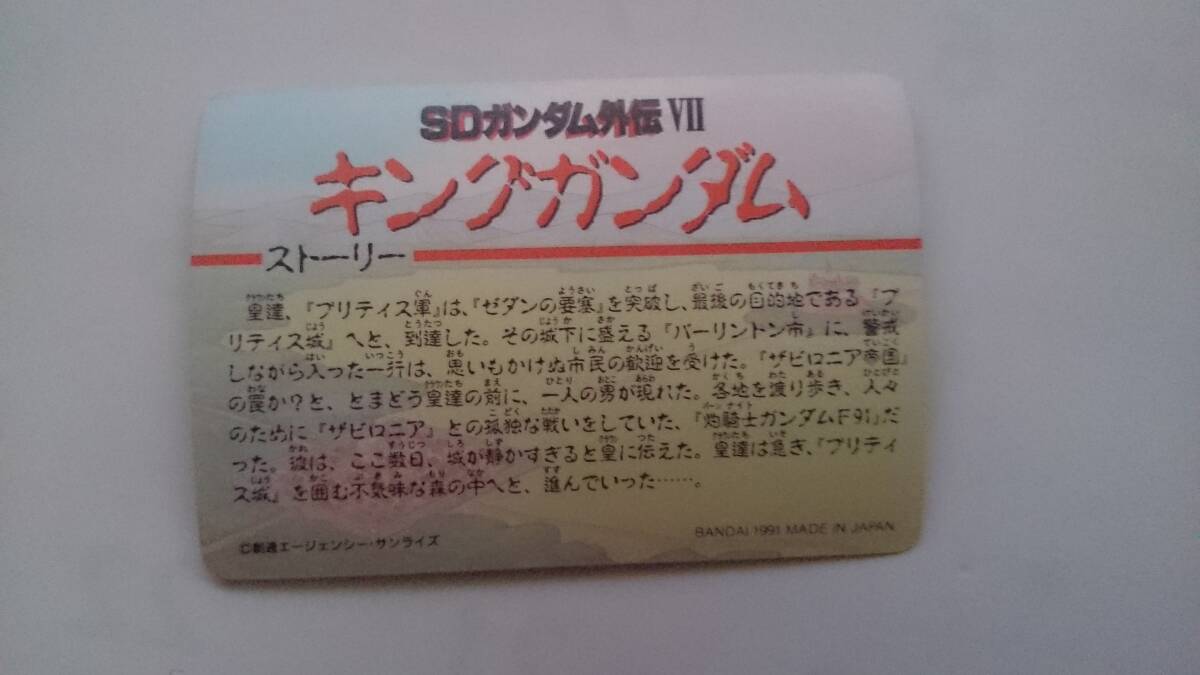 SDガンダム外伝 VII
キングガンダム
ストーリー
皇達、『ブリティス軍』は、『ゼダンの要塞』を突破し、最後の目的地である『ブ
リティス城』へと、到達した。その城下に盛える『バーリントン市』に、警戒
しながら入った一行は、思いもかけぬ市民の歓迎を受けた。『ザビロニア帝国』
の罠か?と、とまどう皇達の前に、一人の男が現れた。各地を渡り歩き、人々
のために『ザビロニア』との孤独な戦いをしていた、『灼騎士ガンダムF91』だ
った。彼は、ここ数日、城が静かすぎると皇に伝えた。皇達は急ぎ、『ブリティ
ス城』を囲む不気味な森の中へと、進んでいった……。
©創通エージェンシー・サンライズ
BANDAI 1991 MADE IN JAPAN